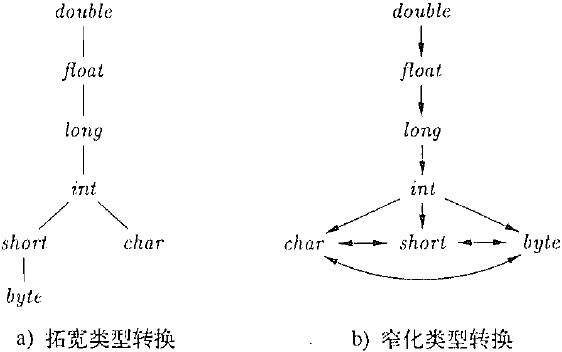 double
float
long
int
short char
byte
a) 拓宽类型转换
double
float
long
int
char short byte
b) 窄化类型转换